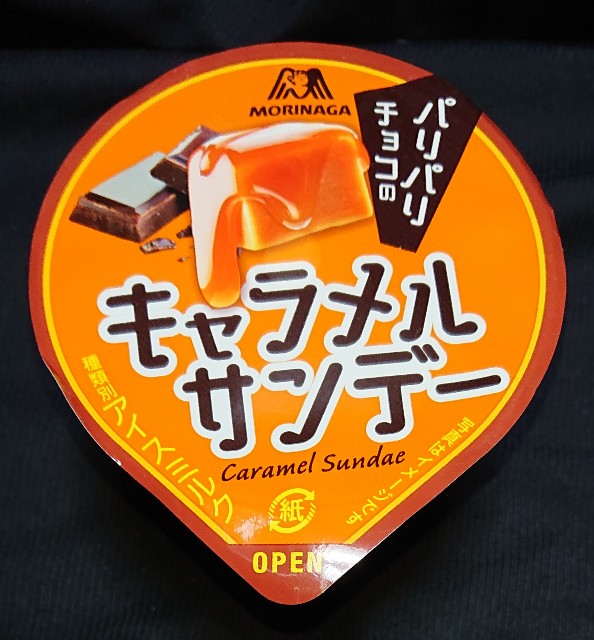 MORINAGA
パリパリ
チョコの
キャラメル
サンデー
Caramel Sundae
種類別アイスミルク
写真はイメージです
紙
OPEN